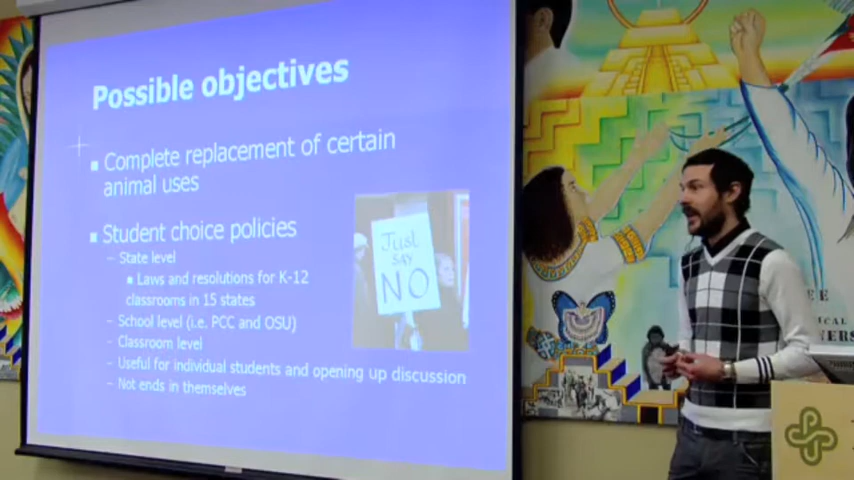 Possible objectives
■ Complete replacement of certain
animal uses
■ Student choice policies
– State level
■ Laws and resolutions for K-12
classrooms in 15 states
– School level (i.e. PCC and OSU)
– Classroom level
– Useful for individual students and opening up discussion
– Not ends in themselves
Just
SAY
NO